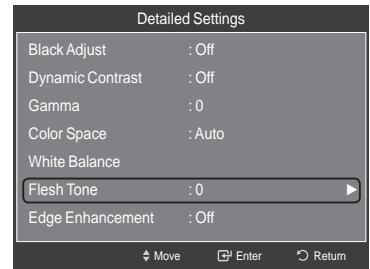 Detailed Settings
Black Adjust : Off
Dynamic Contrast : Off
Gamma : 0
Color Space : Auto
White Balance
Flesh Tone : 0
Edge Enhancement : Off
Move Enter Return